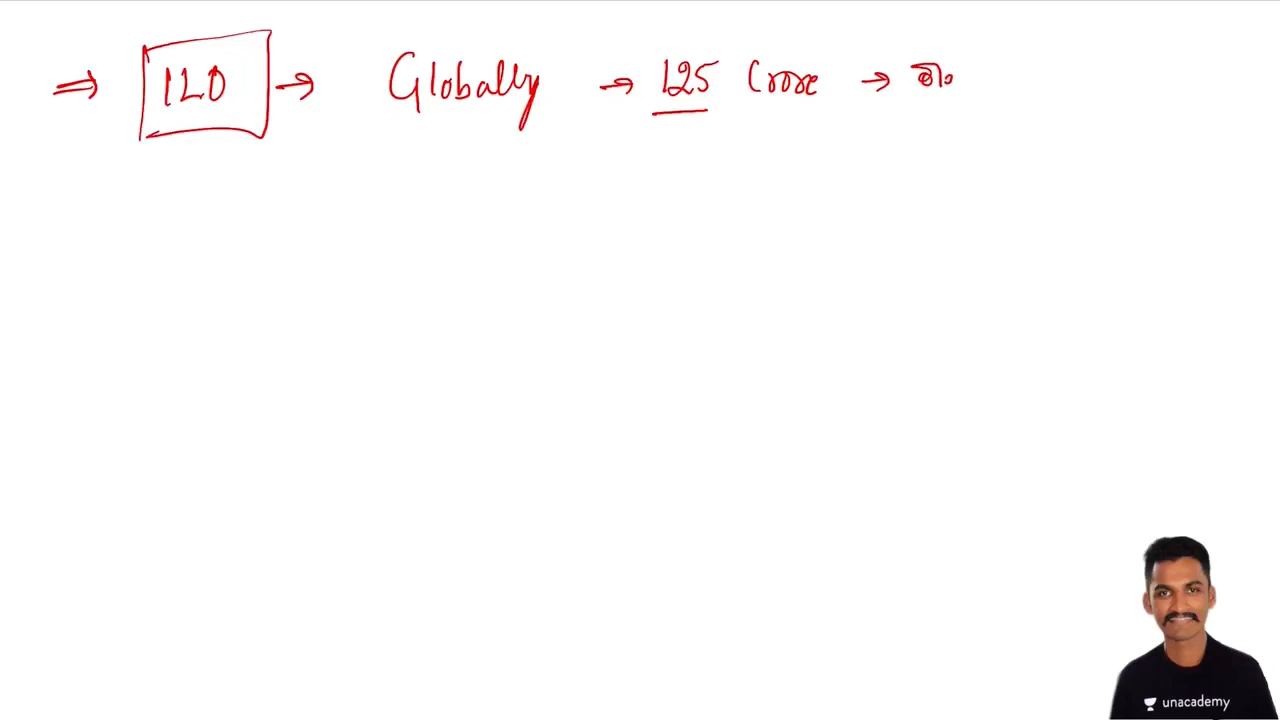 ⇒ ILO → Globally → 125 Crore →
unacademy